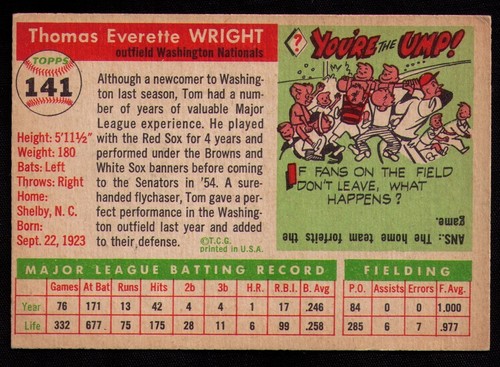 Thomas Everette WRIGHT
outfield Washington Nationals
TOPPS
141
Height: 5'11½"
Weight: 180
Bats: Left
Throws: Right
Home:
Shelby, N. C.
Born:
Sept. 22, 1923
Although a newcomer to Washing-
ton last season, Tom had a num-
ber of years of valuable Major
League experience. He played
with the Red Sox for 4 years and
performed under the Browns and
White Sox banners before coming
to the Senators in '54. A sure-
handed flychaser, Tom gave a per-
fect performance in the Washing-
ton outfield last year and added
to their defense.
©T.C.G.
printed in U.S.A.
?
YOU'RE THE UMP!
IF FANS ON THE FIELD
DON'T LEAVE, WHAT
HAPPENS?
ANS.: The home team forfeits the
game.
MAJOR LEAGUE BATTING RECORD
FIELDING
Games At Bat Runs Hits 2b 3b H.R. R.B.I. B. Avg P.O. Assists Errors F. Avg.
Year 76 171 13 42 4 4 1 17 .246 84 1 0 1.000
Life 332 677 75 175 28 11 6 99 .258 285 6 7 .977